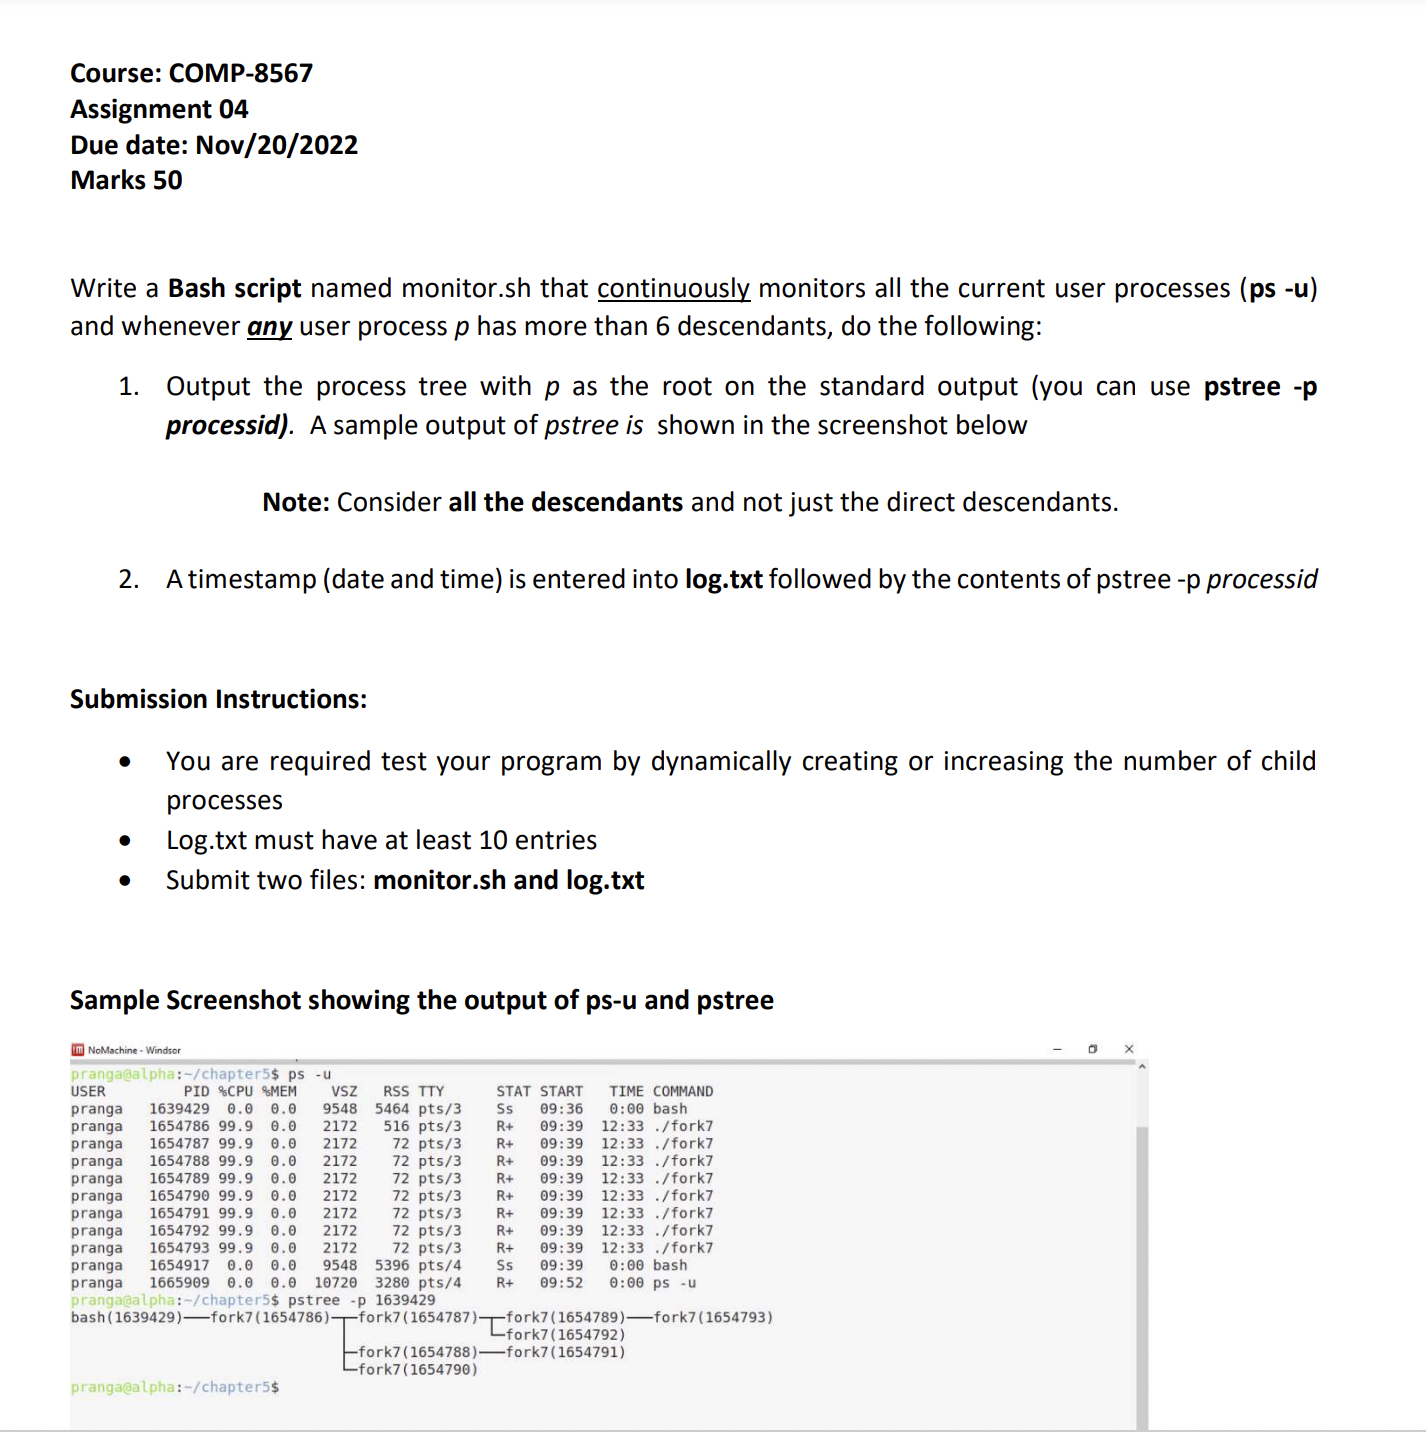 Course: COMP-8567
Assignment 04
Due date: Nov/20/2022
Marks 50
Write a Bash script named monitor.sh that continuously monitors all the current user processes (ps -u)
and whenever any user process p has more than 6 descendants, do the following:
1. Output the process tree with p as the root on the standard output (you can use pstree -p
processid). A sample output of pstree is shown in the screenshot below
Note: Consider all the descendants and not just the direct descendants.
2. A timestamp (date and time) is entered into log.txt followed by the contents of pstree -p processid
Submission Instructions:
• You are required test your program by dynamically creating or increasing the number of child
processes
• Log.txt must have at least 10 entries
• Submit two files: monitor.sh and log.txt
Sample Screenshot showing the output of ps-u and pstree
NoMachine - Windsor
pranga@alpha:~/chapter5$ ps -u
USER PID %CPU %MEM VSZ RSS TTY STAT START TIME COMMAND
pranga 1639429 0.0 0.0 9548 5464 pts/3 Ss 09:36 0:00 bash
pranga 1654786 99.9 0.0 2172 516 pts/3 R+ 09:39 12:33 ./fork7
pranga 1654787 99.9 0.0 2172 72 pts/3 R+ 09:39 12:33 ./fork7
pranga 1654788 99.9 0.0 2172 72 pts/3 R+ 09:39 12:33 ./fork7
pranga 1654789 99.9 0.0 2172 72 pts/3 R+ 09:39 12:33 ./fork7
pranga 1654790 99.9 0.0 2172 72 pts/3 R+ 09:39 12:33 ./fork7
pranga 1654791 99.9 0.0 2172 72 pts/3 R+ 09:39 12:33 ./fork7
pranga 1654792 99.9 0.0 2172 72 pts/3 R+ 09:39 12:33 ./fork7
pranga 1654793 99.9 0.0 2172 72 pts/3 R+ 09:39 12:33 ./fork7
pranga 1654917 0.0 0.0 9548 5396 pts/4 Ss 09:39 0:00 bash
pranga 1665909 0.0 0.0 10720 3280 pts/4 R+ 09:52 0:00 ps -u
pranga@alpha:~/chapter5$ pstree -p 1639429
bash(1639429)───fork7(1654786)─┬─fork7(1654787)─┬─fork7(1654789)───fork7(1654793)
└─fork7(1654792)
├─fork7(1654788)───fork7(1654791)
└─fork7(1654790)
pranga@alpha:~/chapter5$